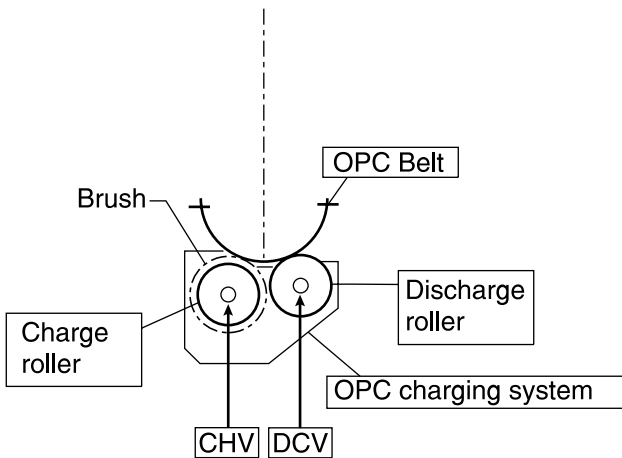 OPC Belt
Brush
Discharge
roller
Charge
roller
OPC charging system
CHV
DCV